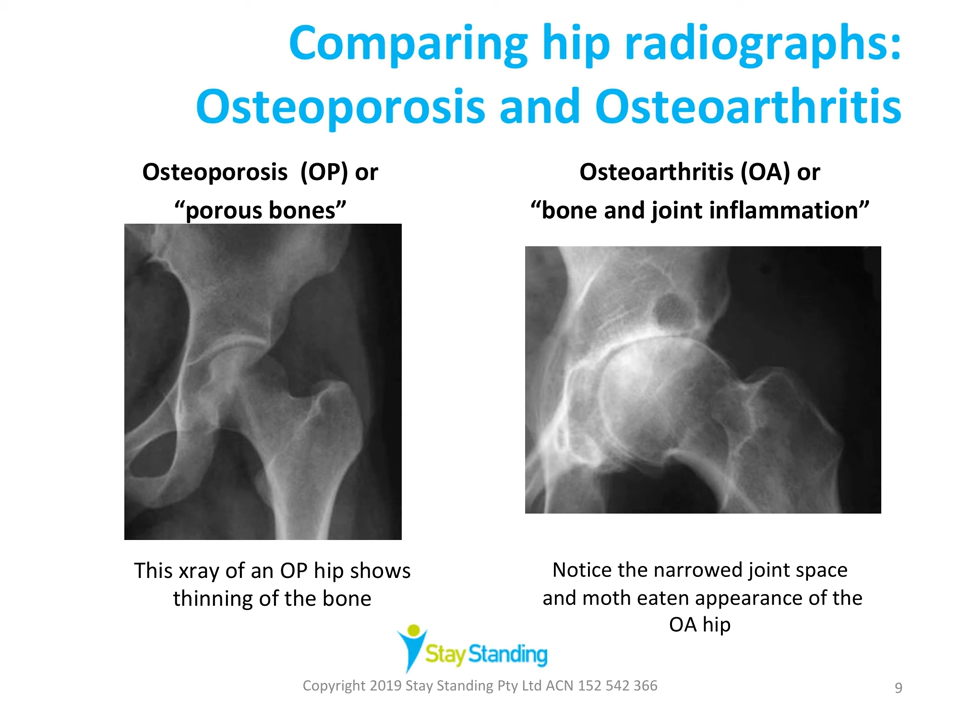 Comparing hip radiographs:
Osteoporosis and Osteoarthritis
Osteoporosis  (OP) or
“porous bones”
Osteoarthritis (OA) or
“bone and joint inflammation”
This xray of an OP hip shows
thinning of the bone
Notice the narrowed joint space
and moth eaten appearance of the
OA hip
Stay Standing
Copyright 2019 Stay Standing Pty Ltd ACN 152 542 366
9